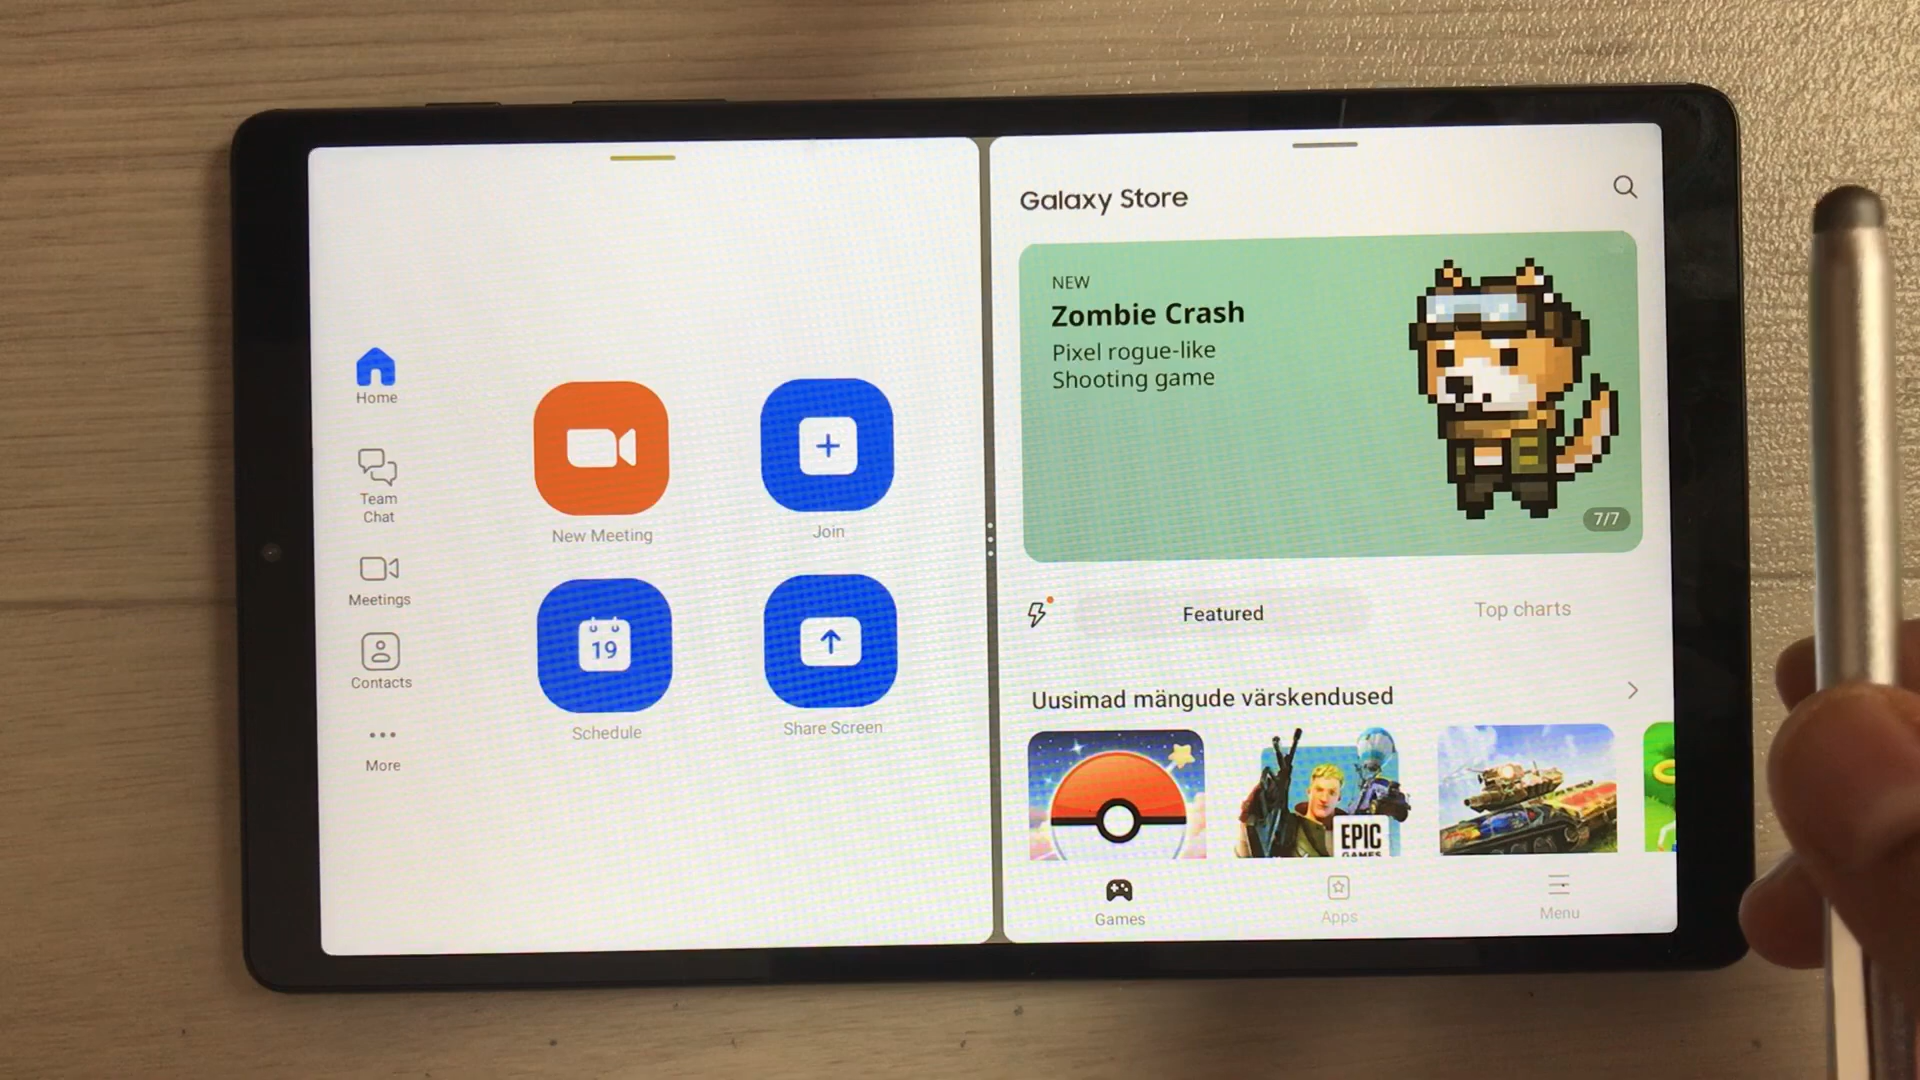 Home
Team
Chat
Meetings
Contacts
More
New Meeting
Join
19
Schedule
Share Screen
Galaxy Store
NEW
Zombie Crash
Pixel rogue-like
Shooting game
7/7
Featured
Top charts
Uusimad mängude värskendused
EPIC
GAMES
Games
Apps
Menu